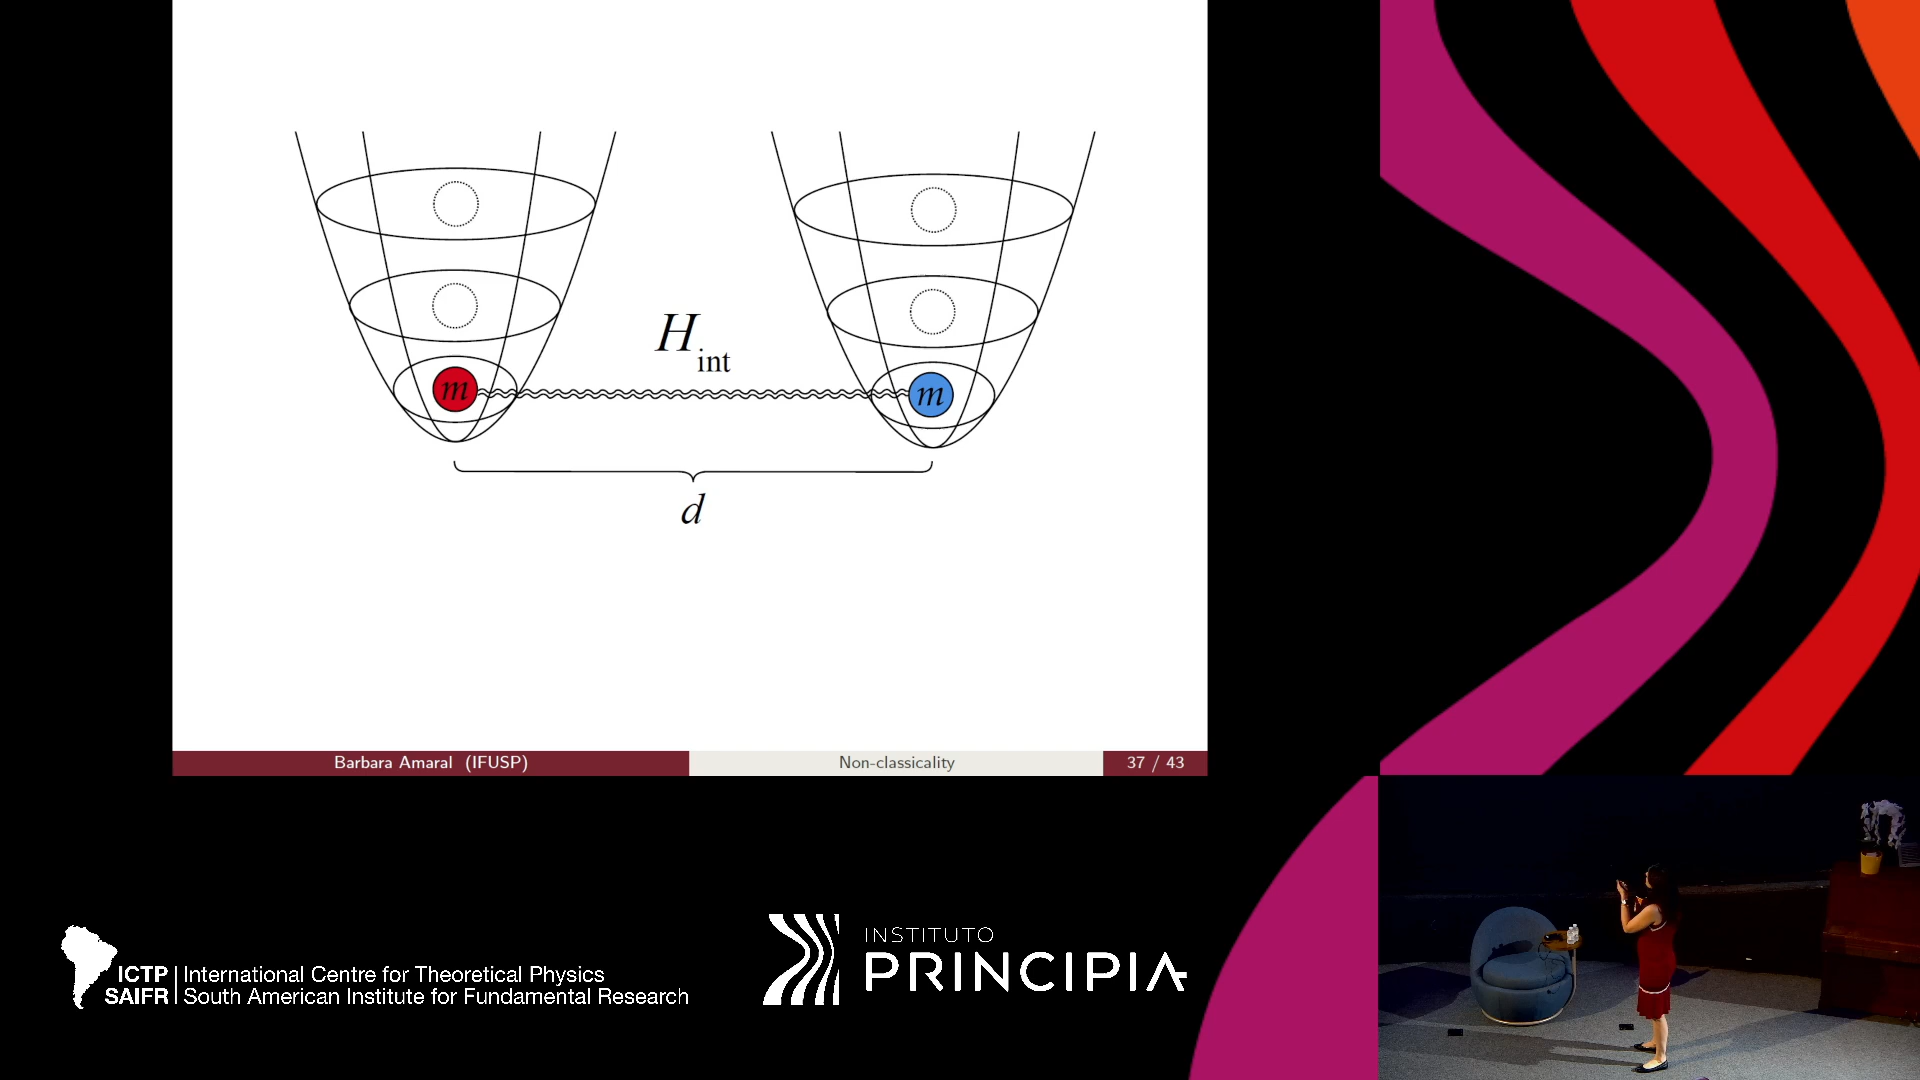 H int
m
m
d
Barbara Amaral (IFUSP)
Non-classicality
37 / 43
ICTP | International Centre for Theoretical Physics
SAIFR | South American Institute for Fundamental Research
INSTITUTO
PRINCIPIA